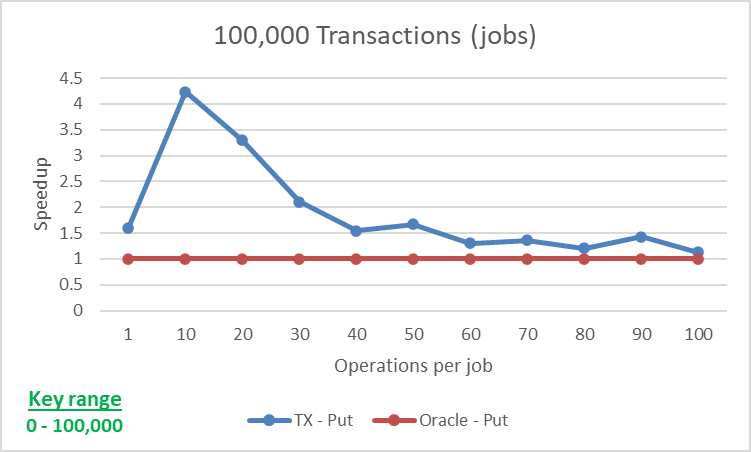 100,000 Transactions (jobs)
4.5
4
3.5
3
2.5
2
1.5
1
0.5
0
Speedup
1 10 20 30 40 50 60 70 80 90 100
Operations per job
Key range
0 - 100,000
TX - Put Oracle - Put